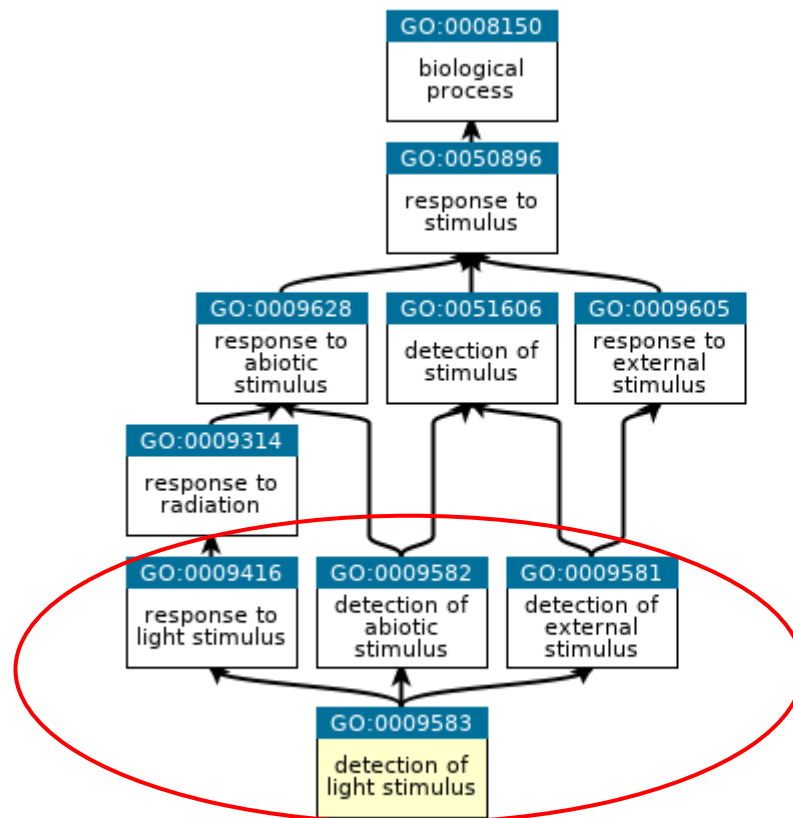 GO:0008150
biological
process
GO:0050896
response to
stimulus
GO:0009628
response to
abiotic
stimulus
GO:0051606
detection of
stimulus
GO:0009605
response to
external
stimulus
GO:0009314
response to
radiation
GO:0009416
response to
light stimulus
GO:0009582
detection of
abiotic
stimulus
GO:0009581
detection of
external
stimulus
GO:0009583
detection of
light stimulus